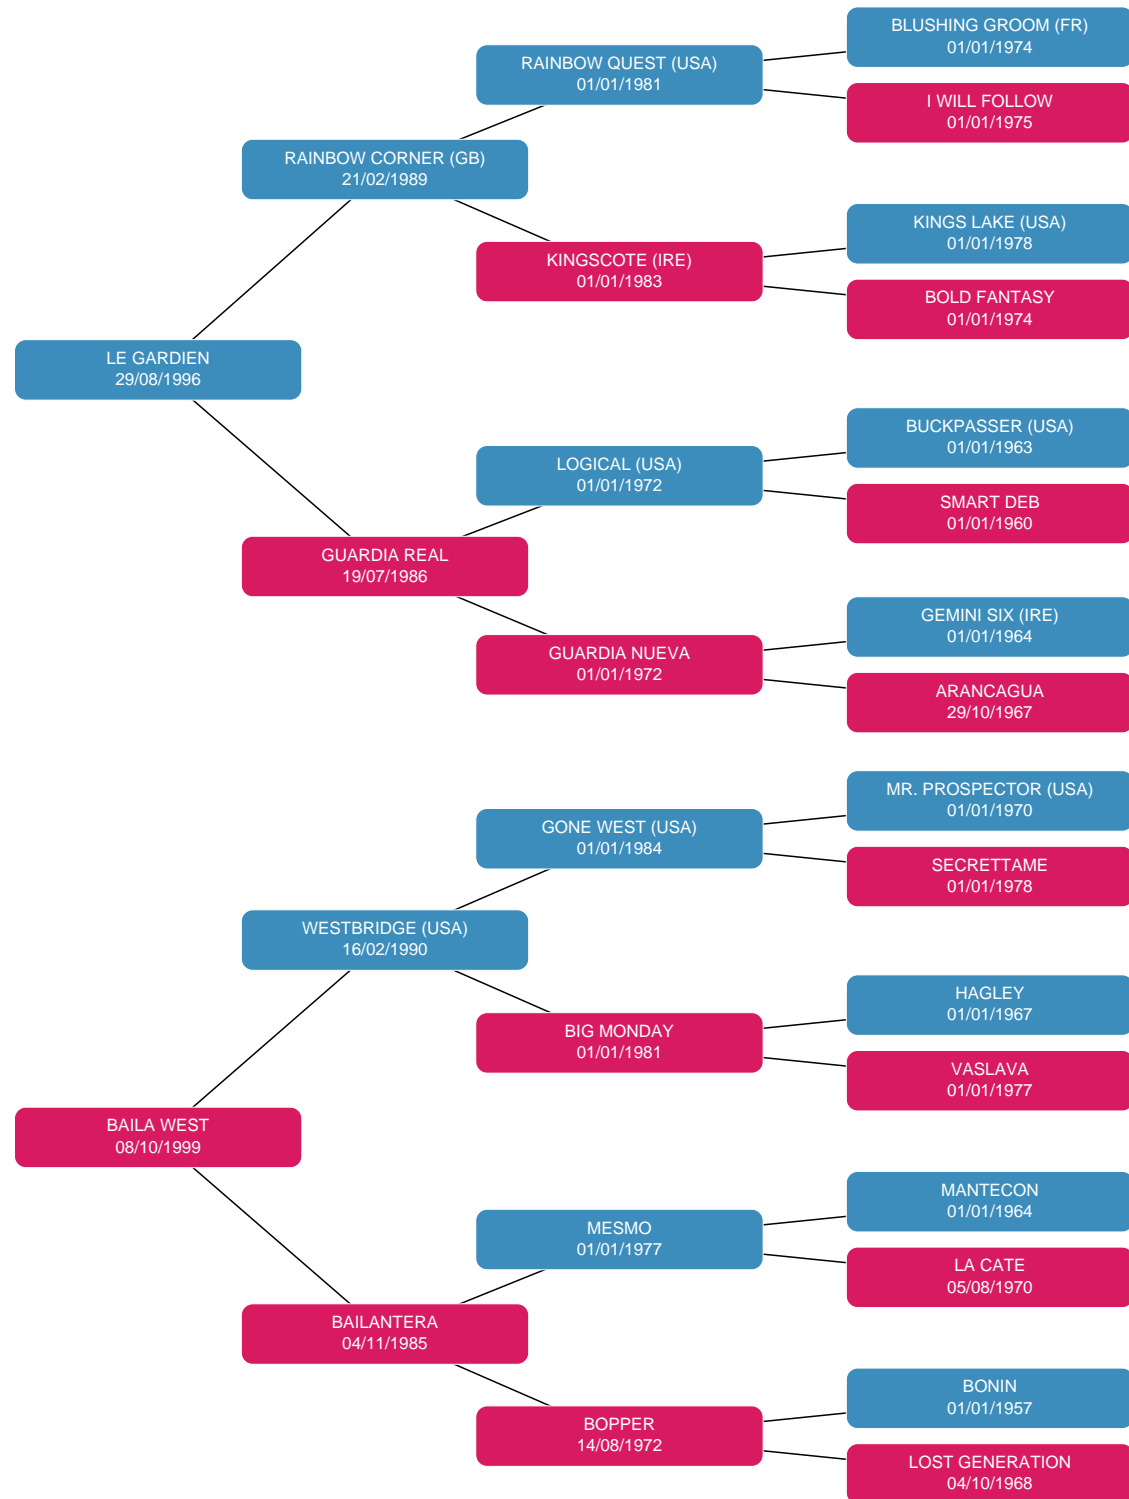 BLUSHING GROOM (FR)
01/01/1974
RAINBOW QUEST (USA)
01/01/1981
I WILL FOLLOW
01/01/1975
RAINBOW CORNER (GB)
21/02/1989
KINGS LAKE (USA)
01/01/1978
KINGSCOTE (IRE)
01/01/1983
BOLD FANTASY
01/01/1974
LE GARDIEN
29/08/1996
BUCKPASSER (USA)
01/01/1963
LOGICAL (USA)
01/01/1972
SMART DEB
01/01/1960
GUARDIA REAL
19/07/1986
GEMINI SIX (IRE)
01/01/1964
GUARDIA NUEVA
01/01/1972
ARANCAGUA
29/10/1967
MR. PROSPECTOR (USA)
01/01/1970
GONE WEST (USA)
01/01/1984
SECRETTAME
01/01/1978
WESTBRIDGE (USA)
16/02/1990
HAGLEY
01/01/1967
BIG MONDAY
01/01/1981
VASLAVA
01/01/1977
BAILA WEST
08/10/1999
MANTECON
01/01/1964
MESMO
01/01/1977
LA CATE
05/08/1970
BAILANTERA
04/11/1985
BONIN
01/01/1957
BOPPER
14/08/1972
LOST GENERATION
04/10/1968